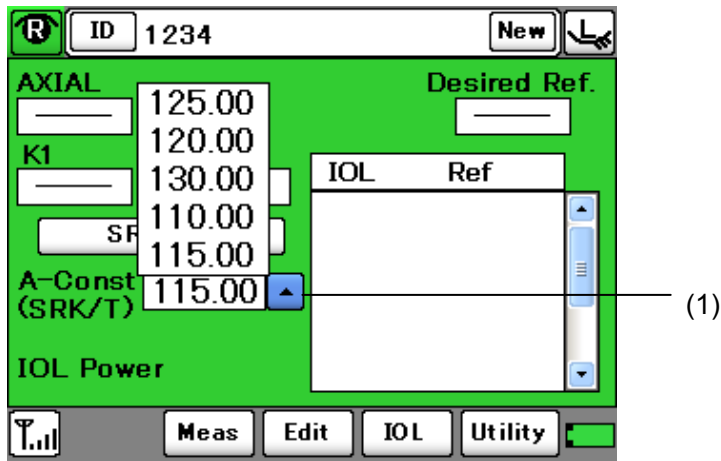 R ID 1234 New
AXIAL
Desired Ref.
125.00
120.00
130.00
110.00
115.00
K1
IOL Ref
SR
A-Const
(SRK/T)
115.00
(1)
IOL Power
Meas Edit IOL Utility